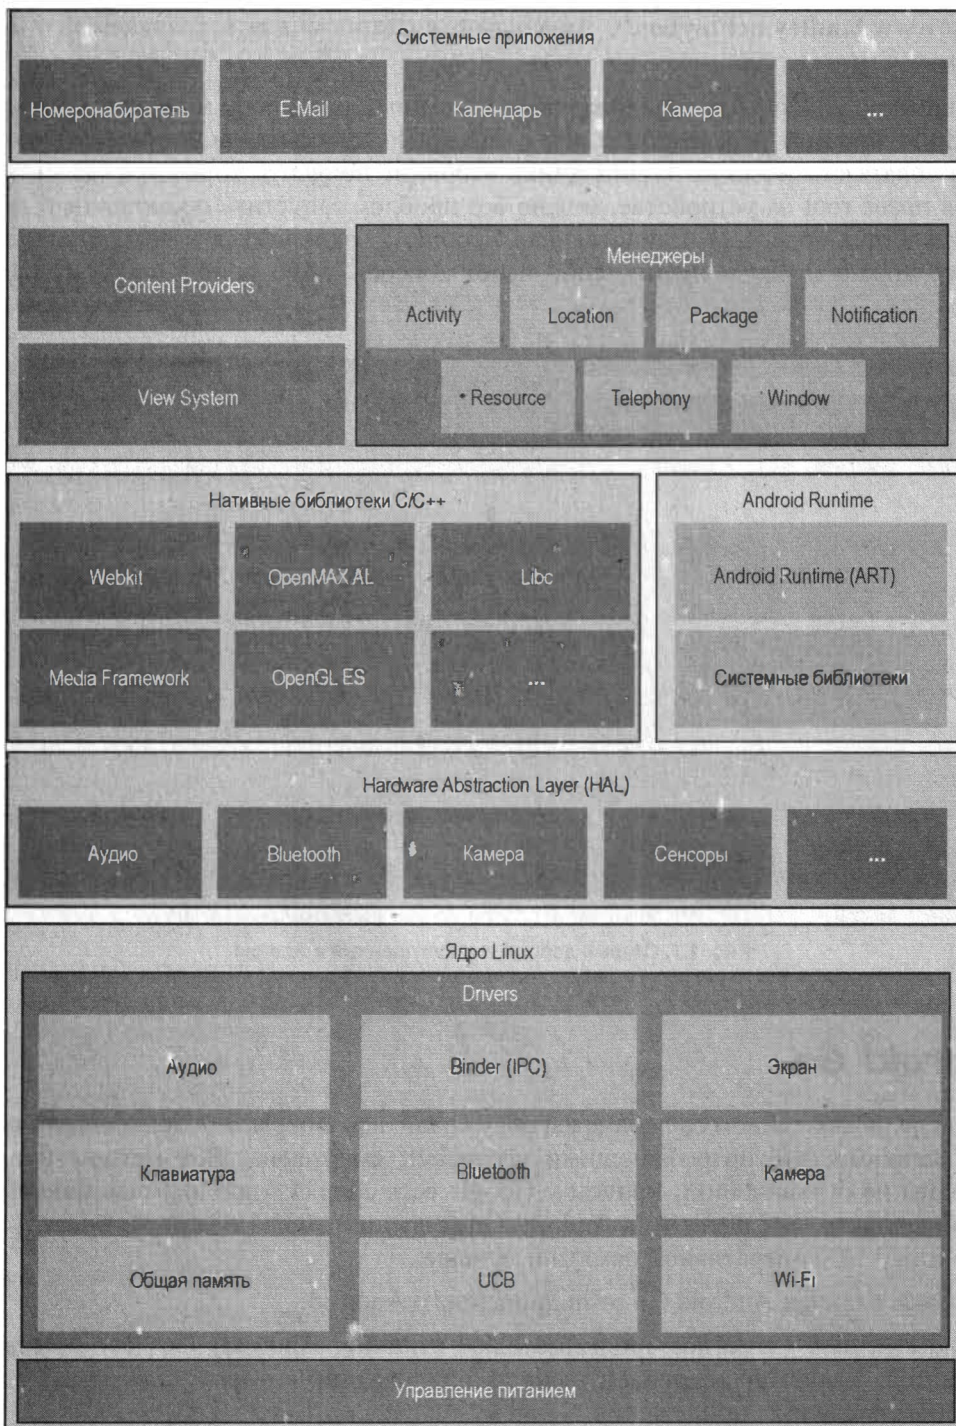 Системные приложения
Номеронабиратель
E-Mail
Календарь
Камера
...
Content Providers
View System
Менеджеры
Activity
Location
Package
Notification
Resource
Telephony
Window
Нативные библиотеки C/C++
Webkit
OpenMAX AL
Libc
Media Framework
OpenGL ES
...
Android Runtime
Android Runtime (ART)
Системные библиотеки
Hardware Abstraction Layer (HAL)
Аудио
Bluetooth
Камера
Сенсоры
...
Ядро Linux
Drivers
Аудио
Binder (IPC)
Экран
Клавиатура
Bluetooth
Камера
Общая память
UCB
Wi-Fi
Управление питанием